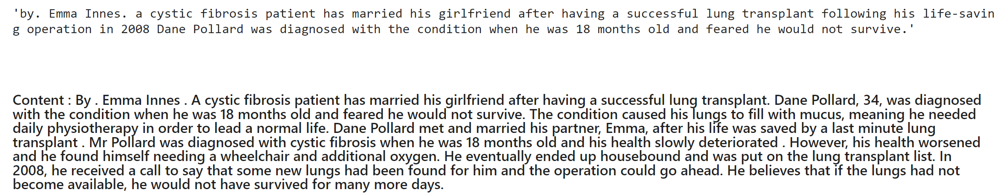 'by. Emma Innes. a cystic fibrosis patient has married his girlfriend after having a successful lung transplant following his life-savin
g operation in 2008 Dane Pollard was diagnosed with the condition when he was 18 months old and feared he would not survive.'
Content : By . Emma Innes . A cystic fibrosis patient has married his girlfriend after having a successful lung transplant. Dane Pollard, 34, was diagnosed
with the condition when he was 18 months old and feared he would not survive. The condition caused his lungs to fill with mucus, meaning he needed
daily physiotherapy in order to lead a normal life. Dane Pollard met and married his partner, Emma, after his life was saved by a last minute lung
transplant . Mr Pollard was diagnosed with cystic fibrosis when he was 18 months old and his health slowly deteriorated . However, his health worsened
and he found himself needing a wheelchair and additional oxygen. He eventually ended up housebound and was put on the lung transplant list. In
2008, he received a call to say that some new lungs had been found for him and the operation could go ahead. He believes that if the lungs had not
become available, he would not have survived for many more days.